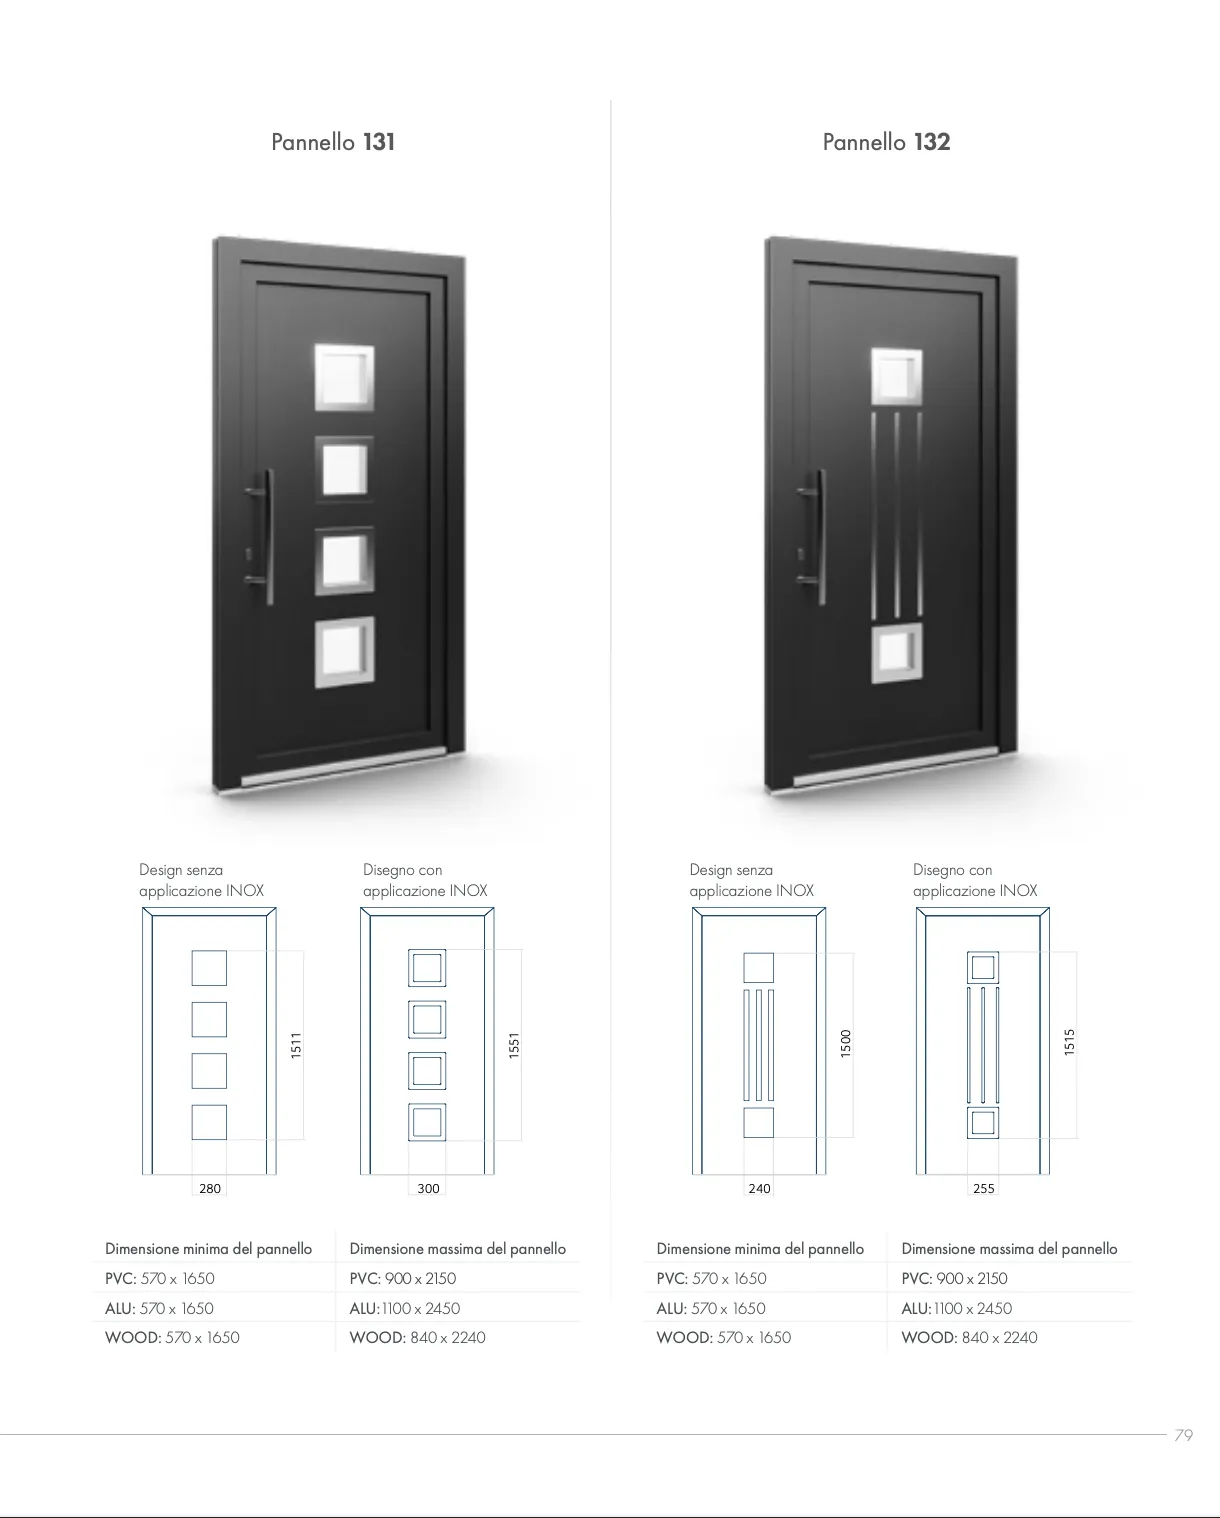 Pannello 131
Design senza
applicazione INOX
Disegno con
applicazione INOX
1511
1551
280
300
Dimensione minima del pannello
Dimensione massima del pannello
PVC: 570 x 1650
PVC: 900 x 2150
ALU: 570 x 1650
ALU:1100 x 2450
WOOD: 570 x 1650
WOOD: 840 x 2240
Pannello 132
Design senza
applicazione INOX
Disegno con
applicazione INOX
1500
1515
240
255
Dimensione minima del pannello
Dimensione massima del pannello
PVC: 570 x 1650
PVC: 900 x 2150
ALU: 570 x 1650
ALU:1100 x 2450
WOOD: 570 x 1650
WOOD: 840 x 2240
79